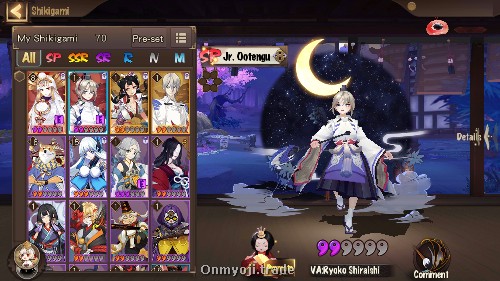 Shikigami
My Shikigami 70 Pre-set
All SP SSR SR R N M
SP Jr. Ootengu
Details
Onmyoji.trade
VA:Ryoko Shiraishi
Comment